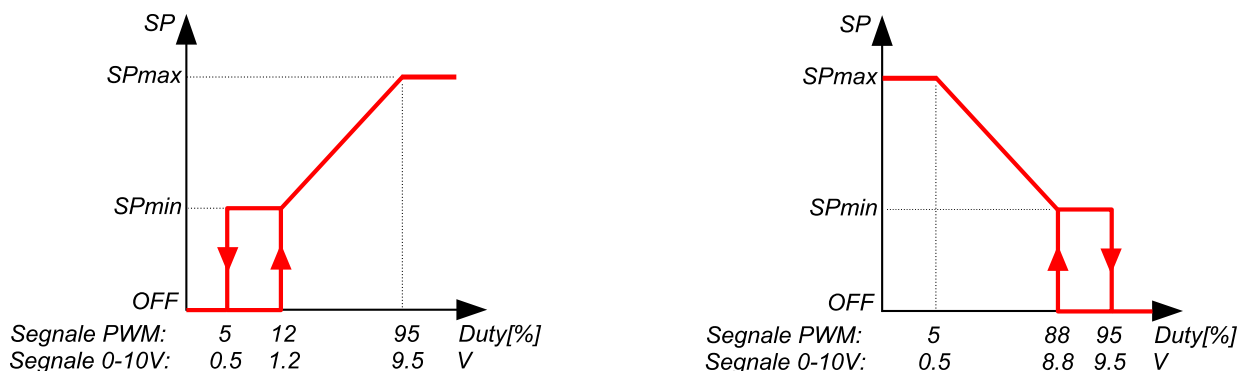 SP
SPmax
SPmin
OFF
Segnale PWM: 5 12 95 Duty[%]
Segnale 0-10V: 0.5 1.2 9.5 V
SP
SPmax
SPmin
OFF
Segnale PWM: 5 88 95 Duty[%]
Segnale 0-10V: 0.5 8.8 9.5 V